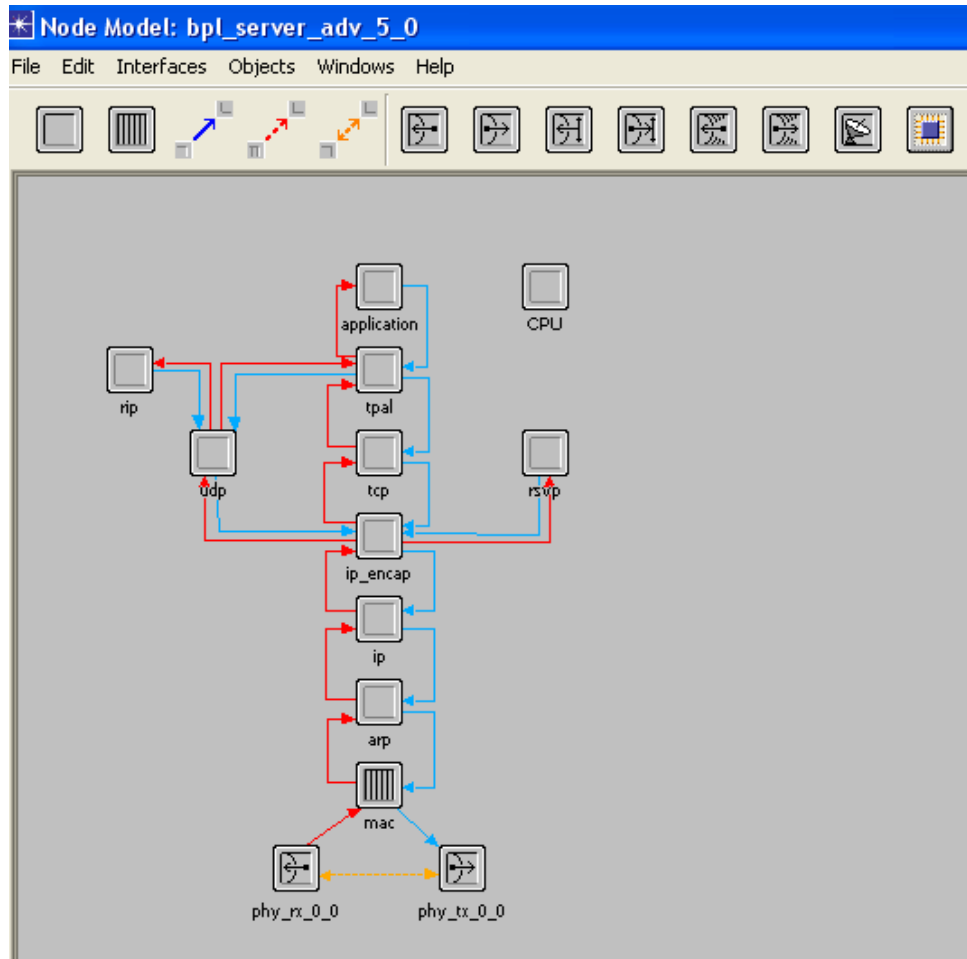 Node Model: bpl_server_adv_5_0
File Edit Interfaces Objects Windows Help
application
CPU
rip
tpal
udp
tcp
rsvp
ip_encap
ip
arp
mac
phy_rx_0_0
phy_tx_0_0